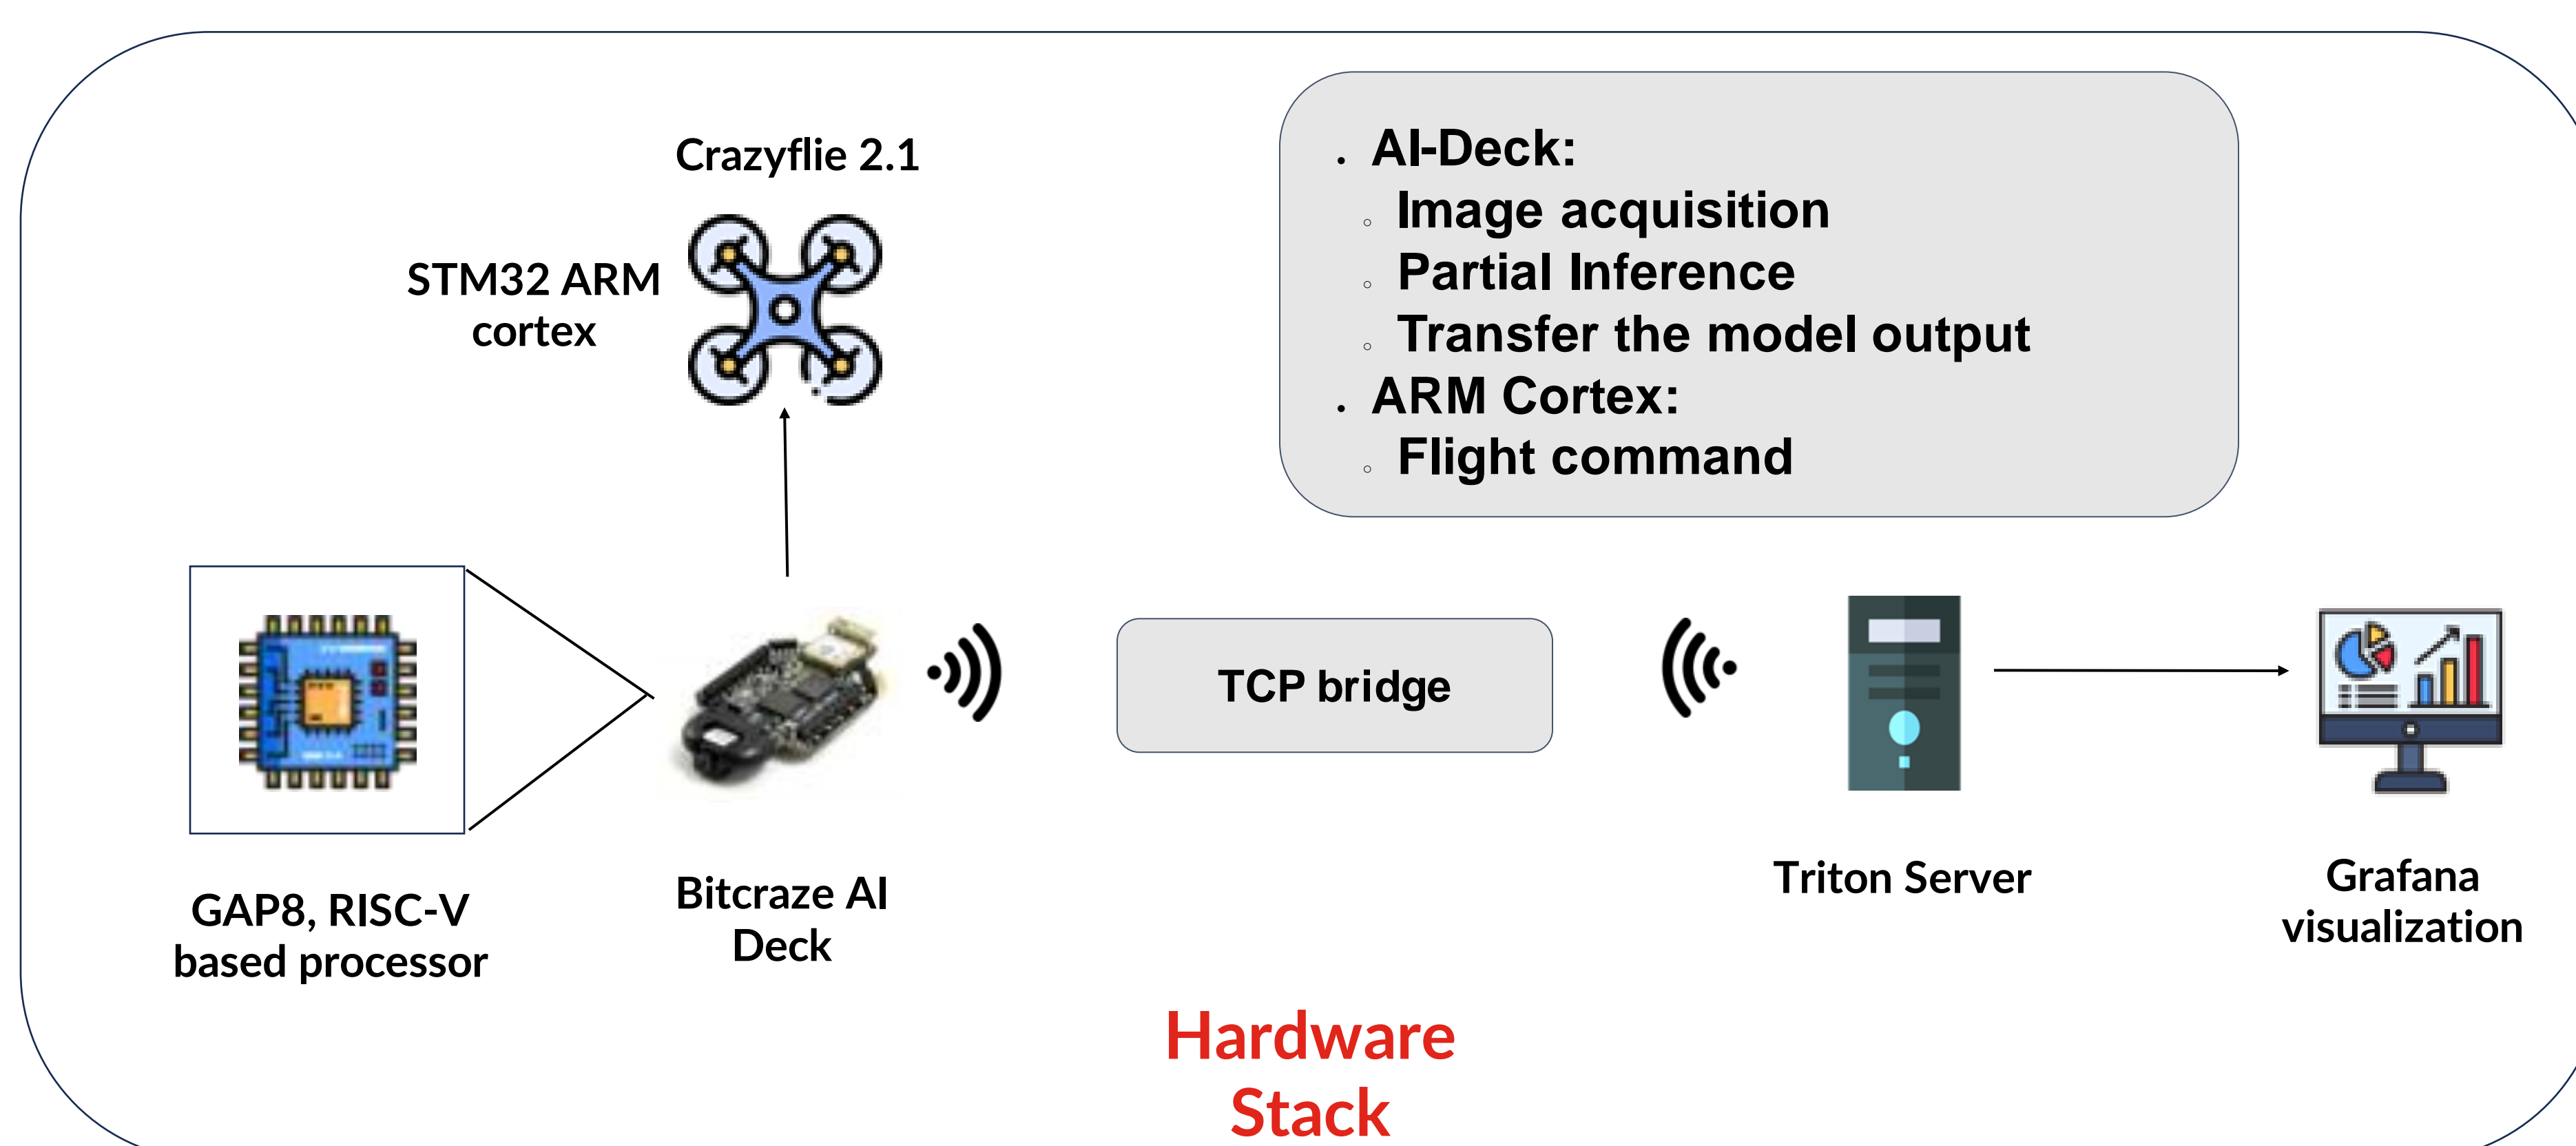 Crazyflie 2.1
STM32 ARM
cortex
• AI-Deck:
◦ Image acquisition
◦ Partial Inference
◦ Transfer the model output
• ARM Cortex:
◦ Flight command
TCP bridge
GAP8, RISC-V
based processor
Bitcraze AI
Deck
Triton Server
Grafana
visualization
Hardware
Stack